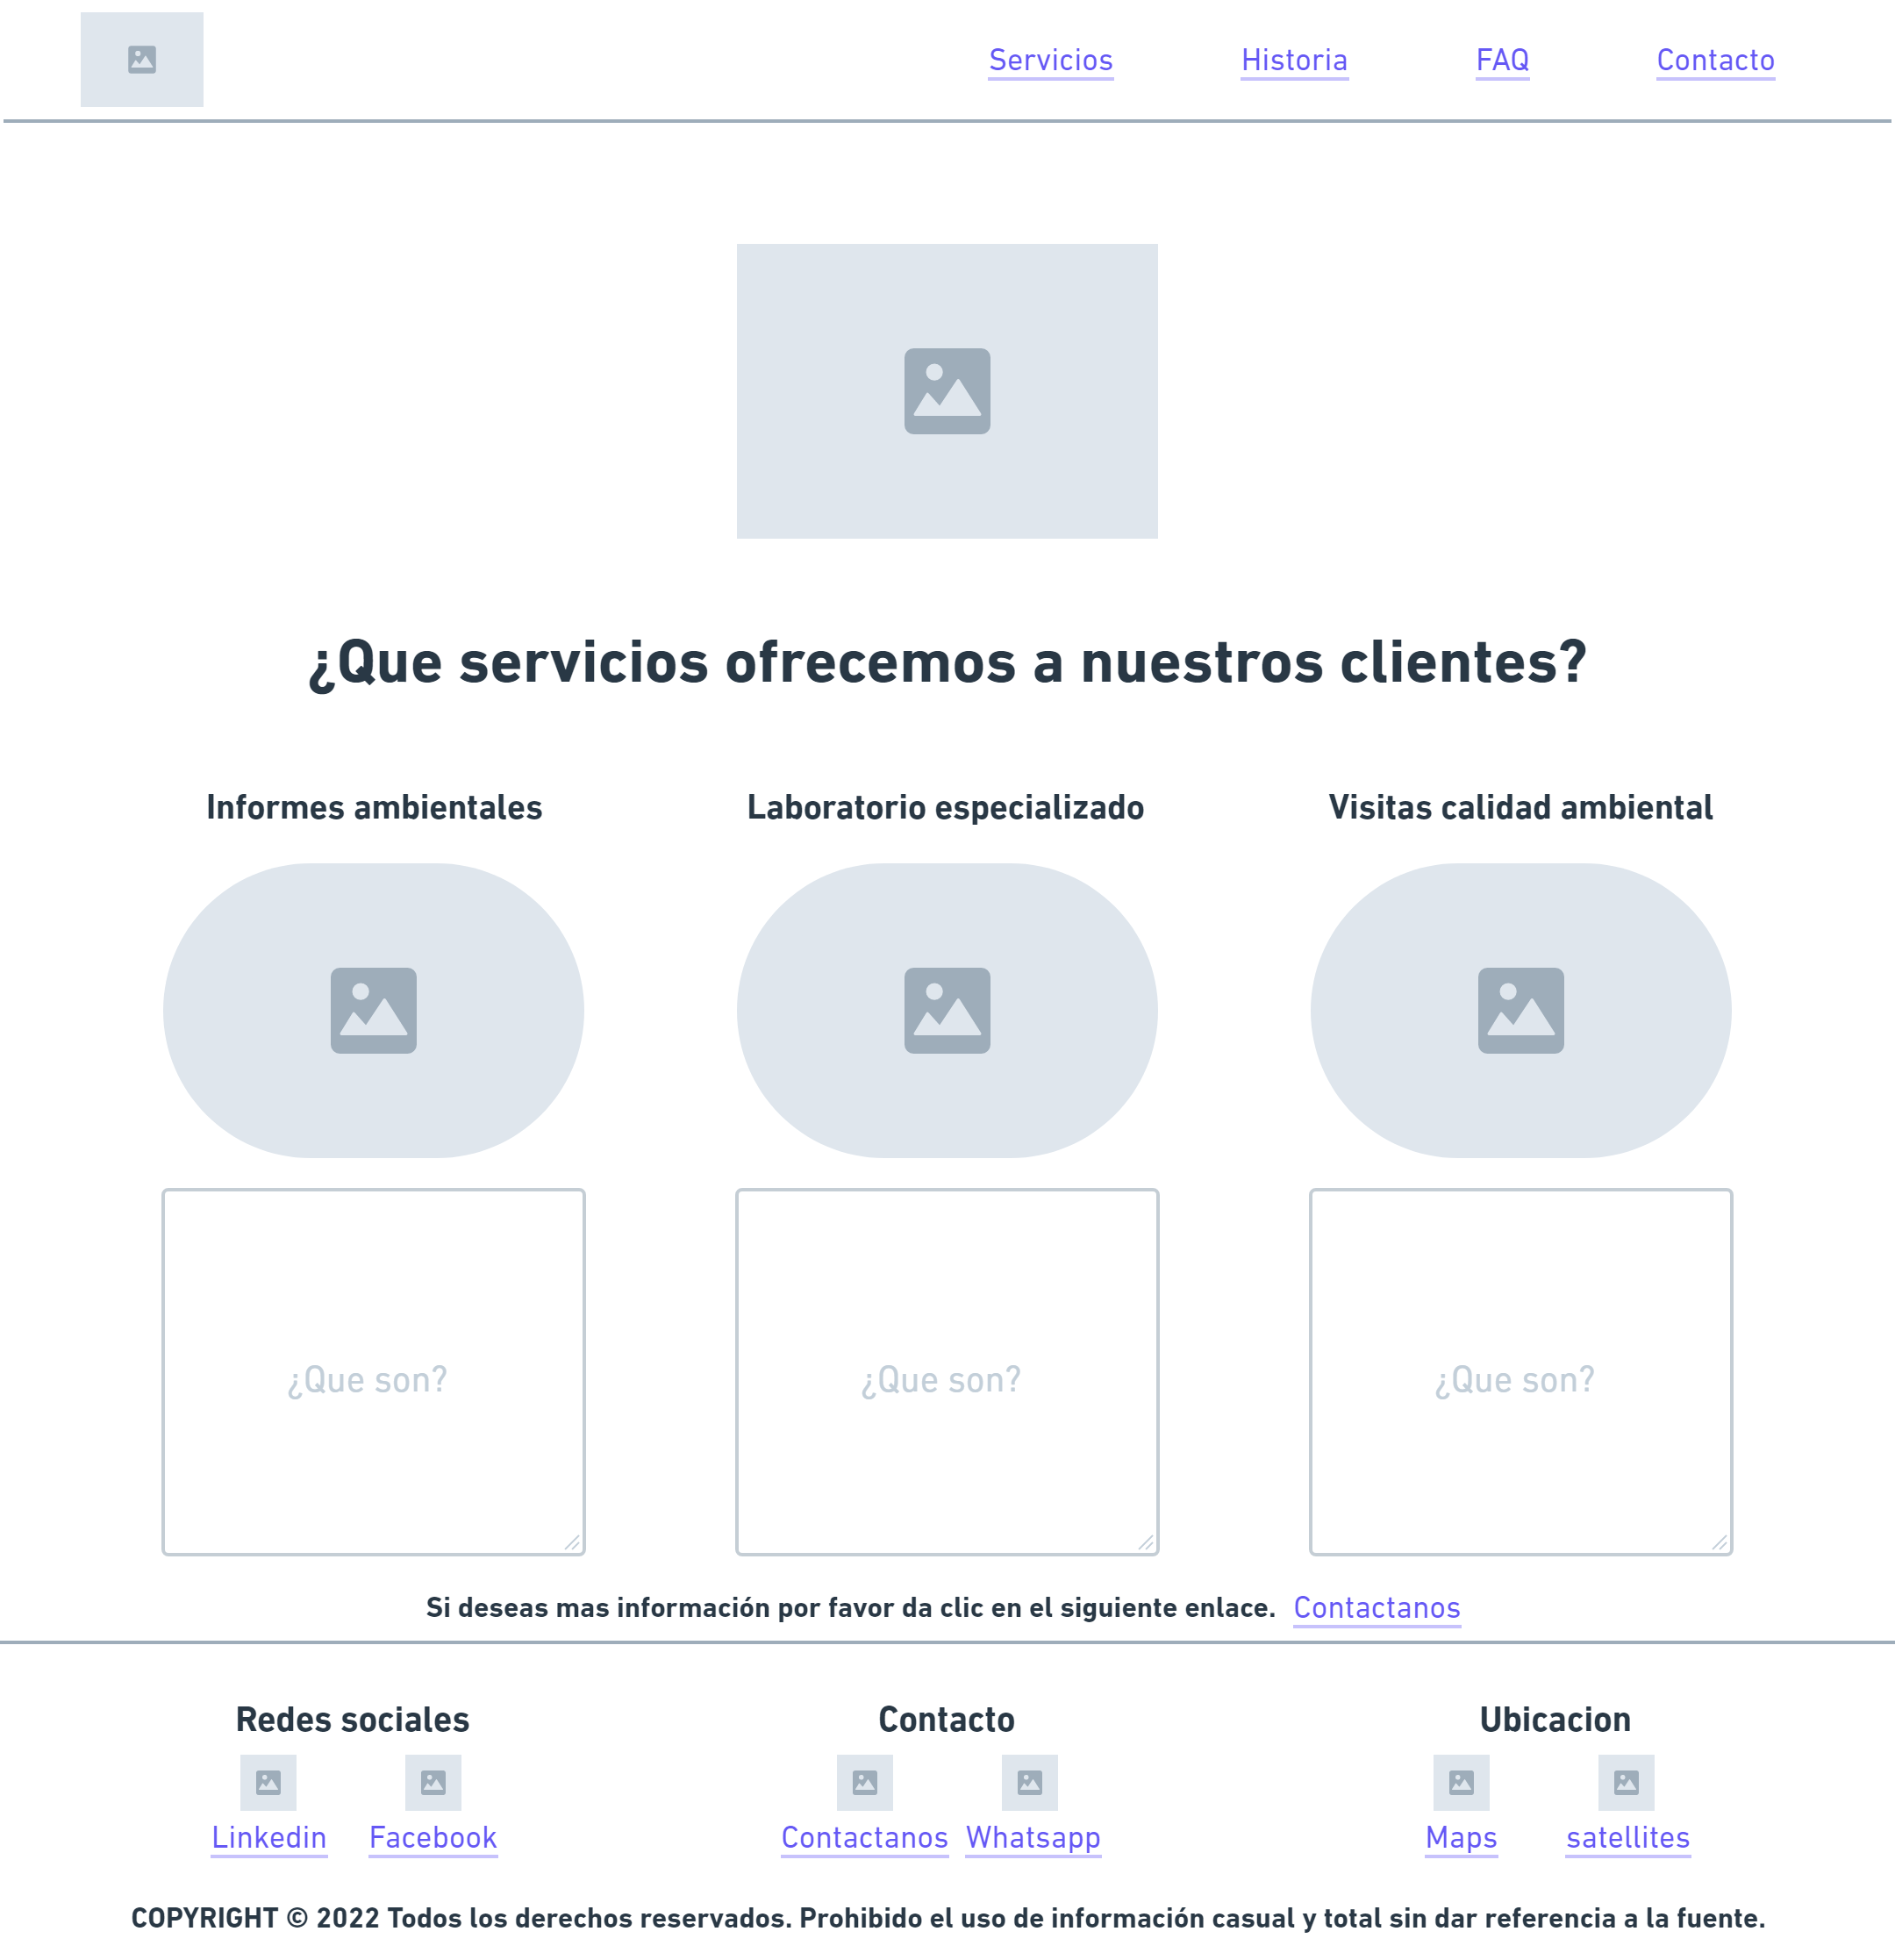 Servicios Historia FAQ Contacto
¿Que servicios ofrecemos a nuestros clientes?
Informes ambientales Laboratorio especializado Visitas calidad ambiental
¿Que son? ¿Que son? ¿Que son?
Si deseas mas información por favor da clic en el siguiente enlace. Contactanos
Redes sociales Contacto Ubicacion
Linkedin Facebook Contactanos Whatsapp Maps satellites
COPYRIGHT © 2022 Todos los derechos reservados. Prohibido el uso de información casual y total sin dar referencia a la fuente.